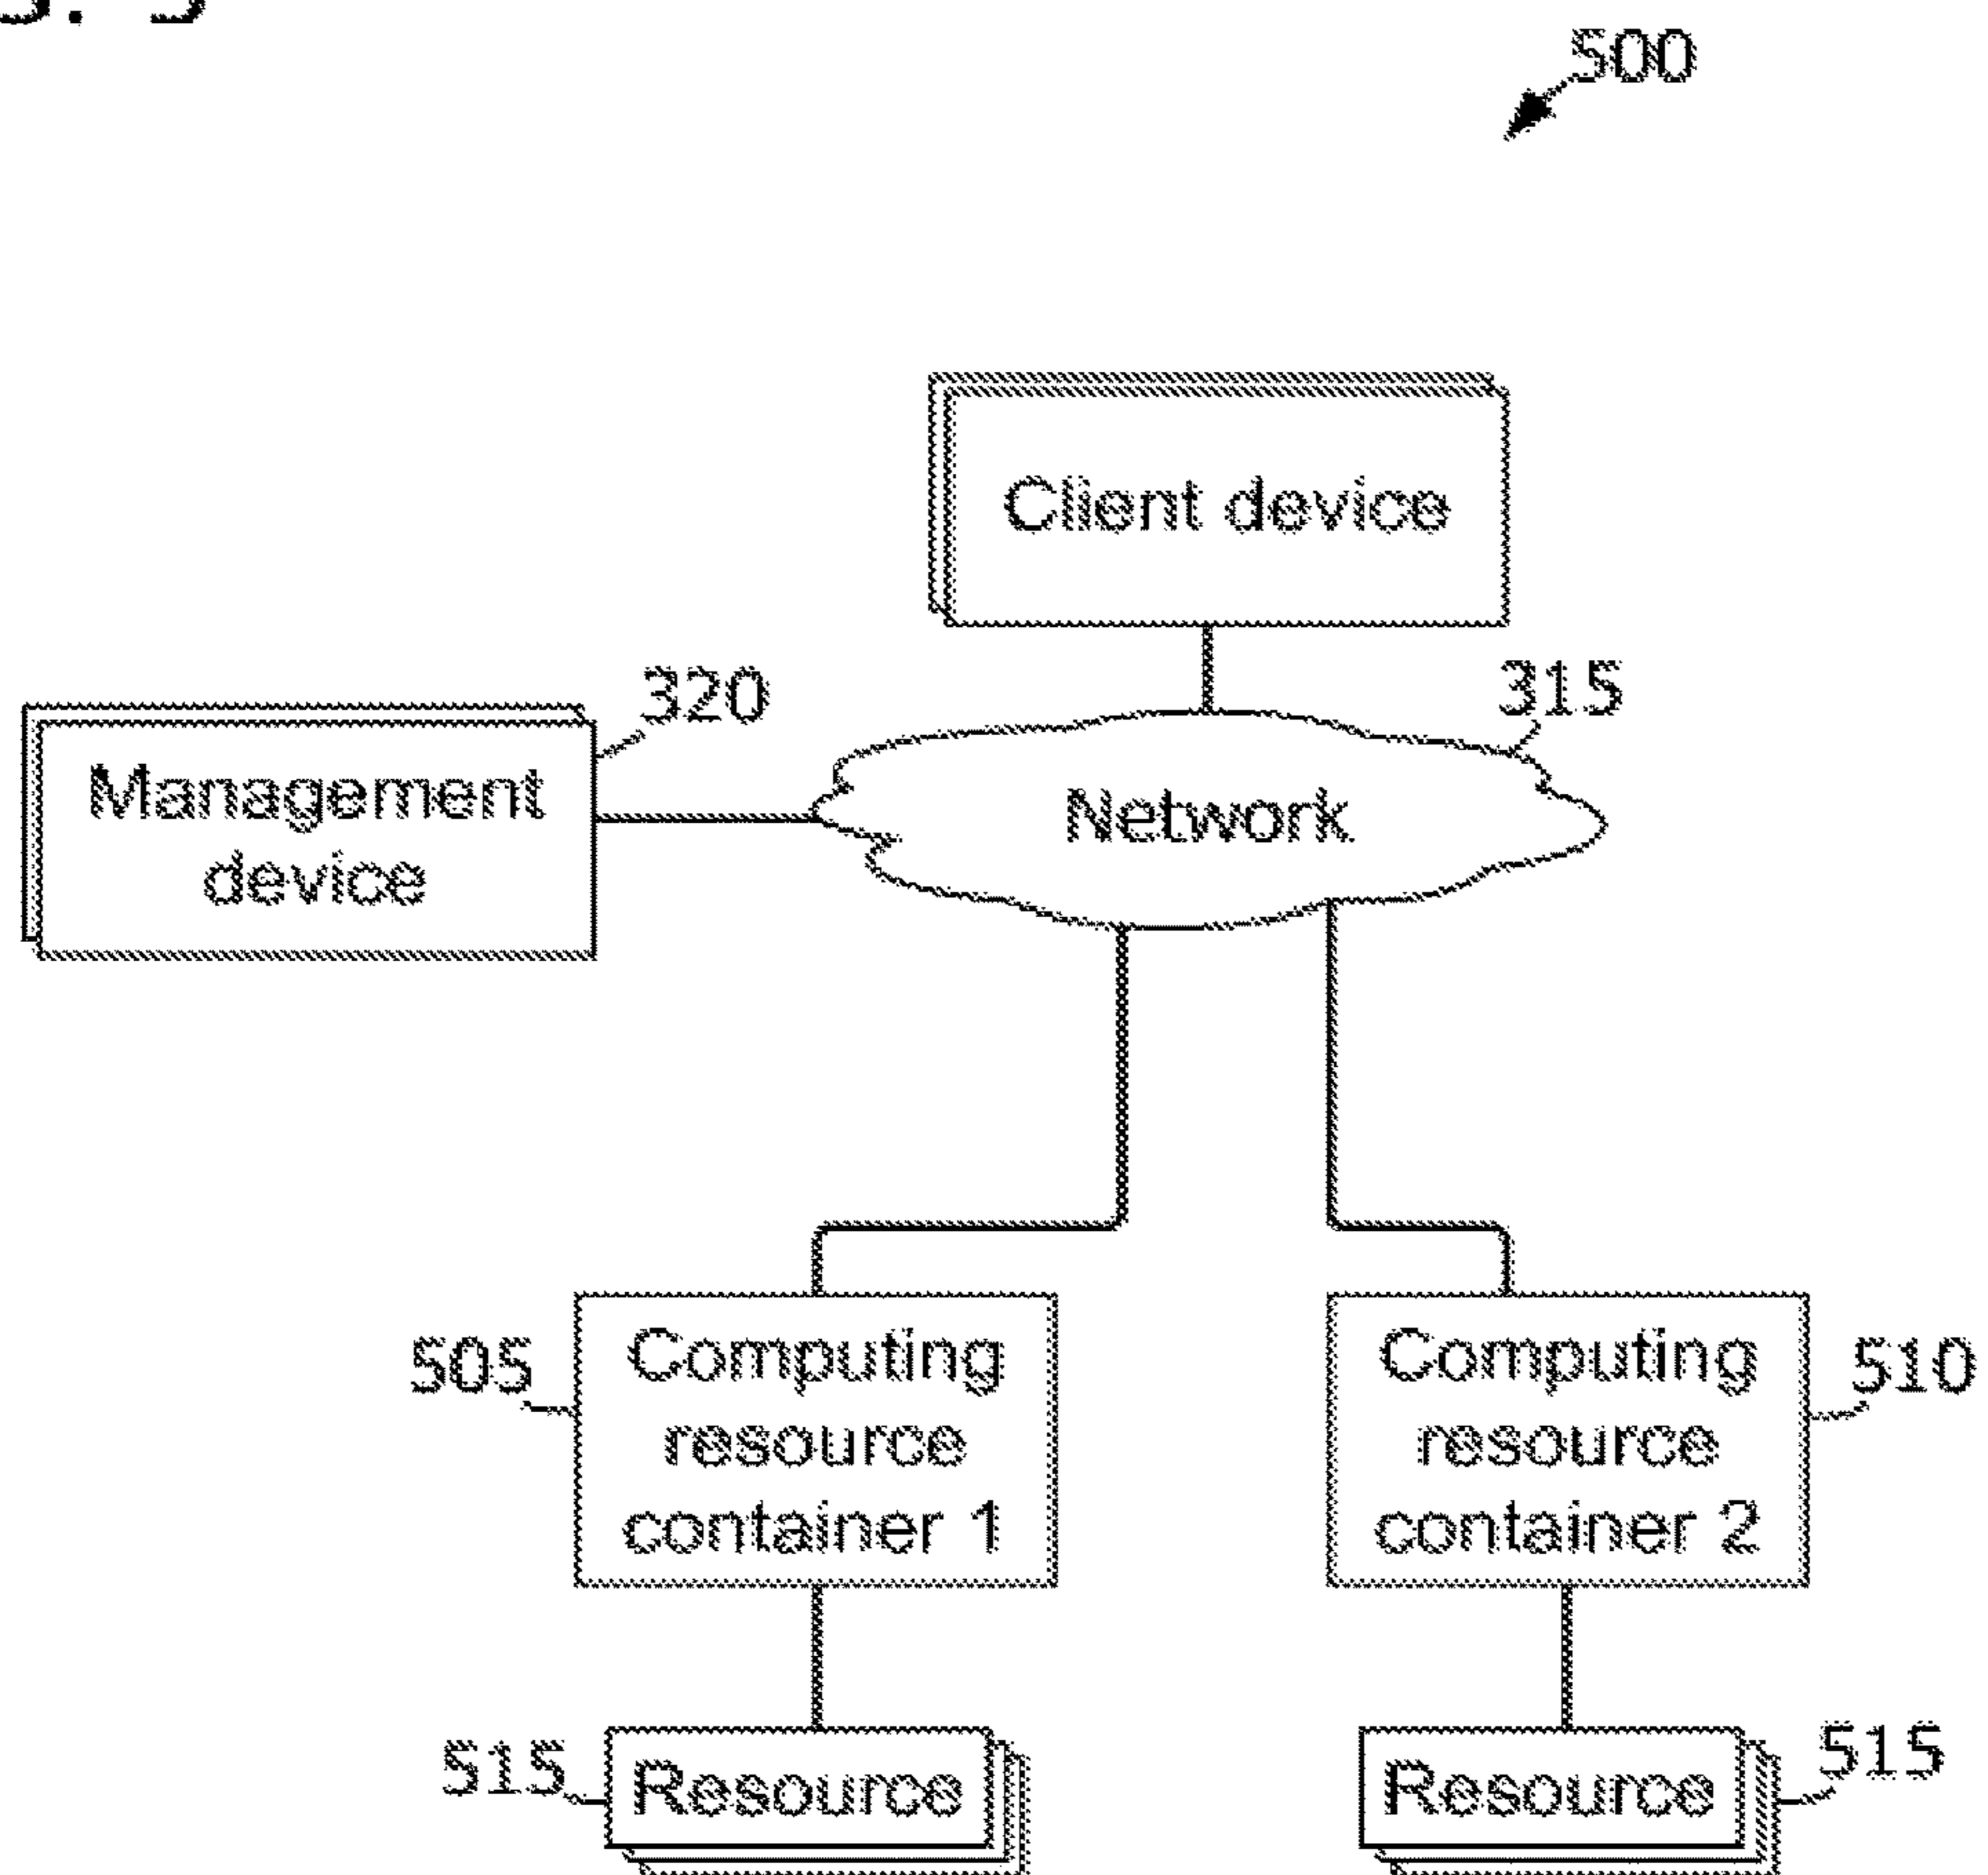 500
Client device
320
315
Management
device
Network
505
Computing
resource
container 1
Computing
resource
container 2
510
515
Resource
Resource
515